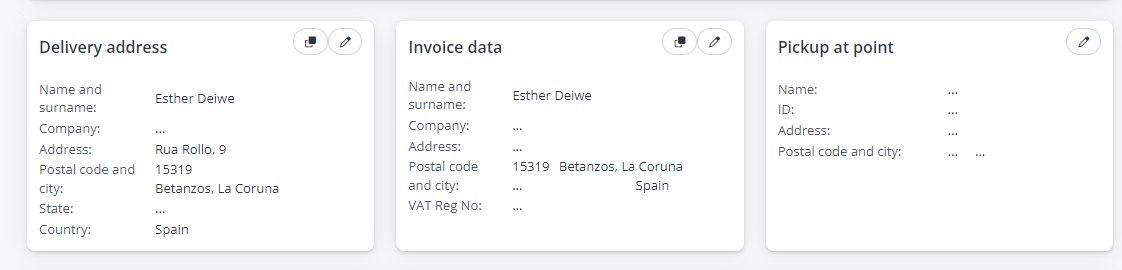 Delivery address
Name and surname: Esther Deiwe
Company: ...
Address: Rua Rollo, 9
Postal code and city: 15319
Betanzos, La Coruna
State: ...
Country: Spain
Invoice data
Name and surname: Esther Deiwe
Company: ...
Address: ...
Postal code and city: 15319 Betanzos, La Coruna
... Spain
VAT Reg No: ...
Pickup at point
Name: ...
ID: ...
Address: ...
Postal code and city: ... ...